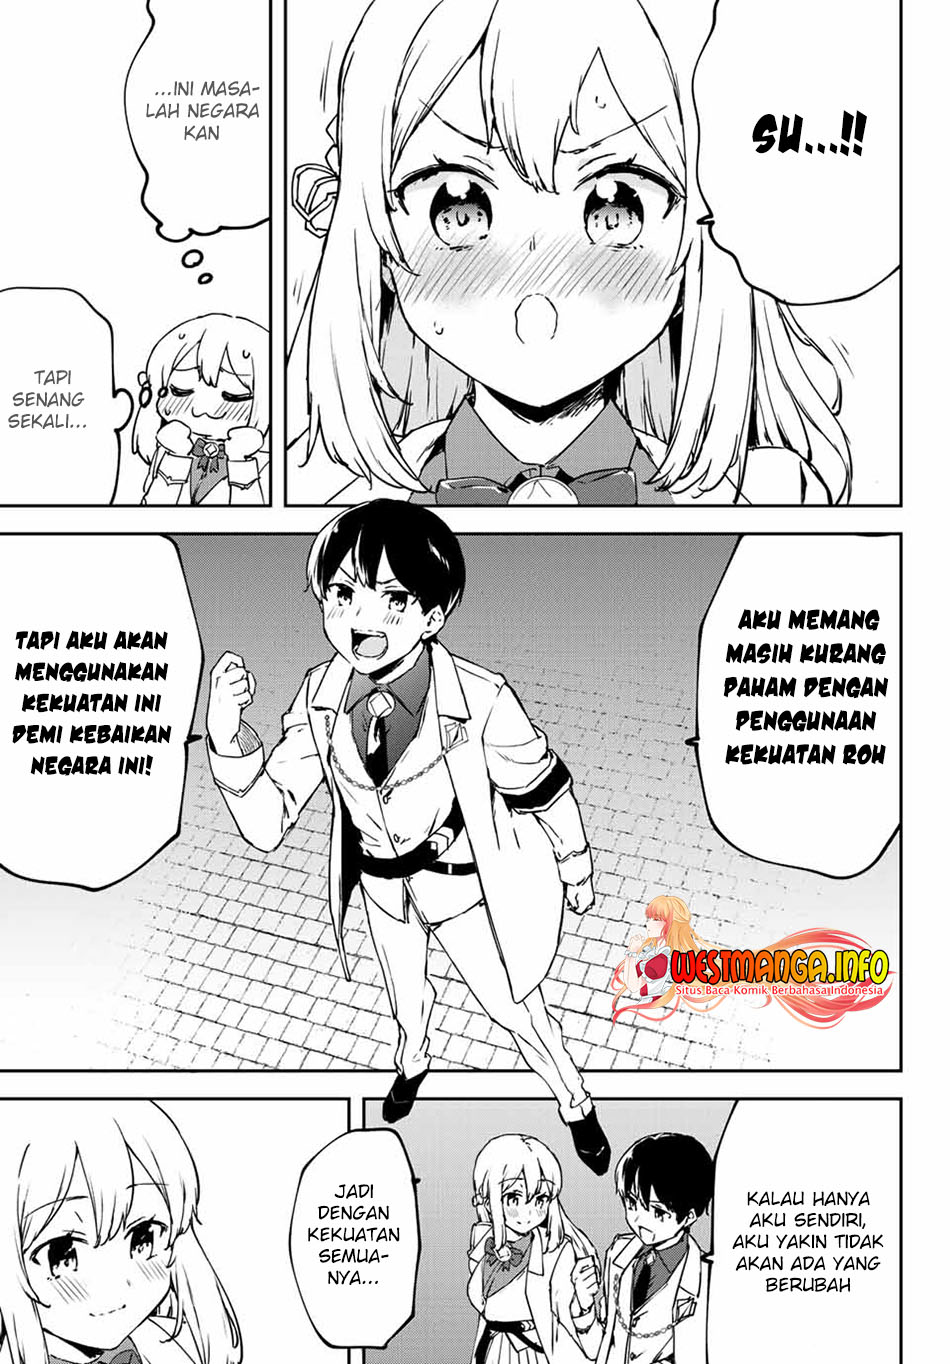 SU...!!
...INI MASA-
LAH NEGARA
KAN
TAPI
SENANG
SEKALI...
AKU MEMANG
MASIH KURANG
PAHAM DENGAN
PENGGUNAAN
KEKUATAN ROH
TAPI AKU AKAN
MENGGUNAKAN
KEKUATAN INI
DEMI KEBAIKAN
NEGARA INI!
WESTMANGA.INFO
Situs Baca Komik Berbahasa Indonesia
KALAU HANYA
AKU SENDIRI,
AKU YAKIN TIDAK
AKAN ADA YANG
BERUBAH
JADI
DENGAN
KEKUATAN
SEMUA-
NYA...